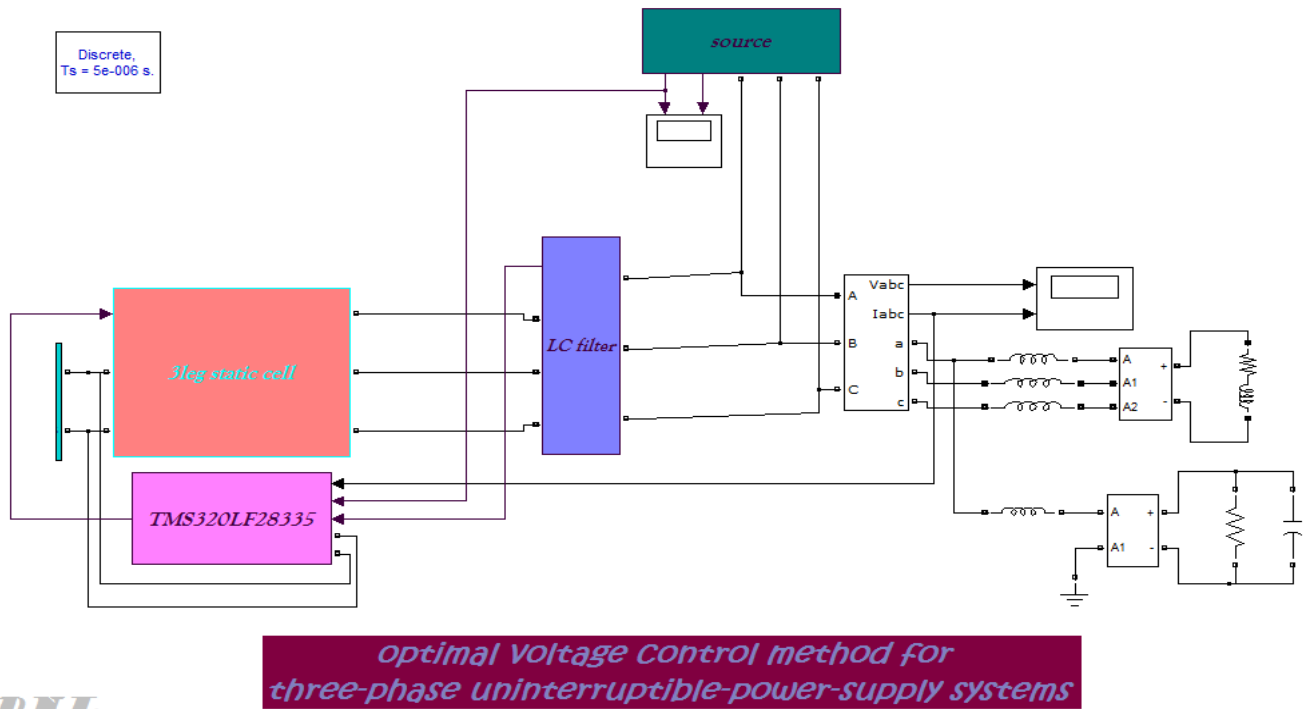 Discrete,
Ts = 5e-006 s.
source
3leg static cell
LC filter
TMS320LF28335
A
B
C
Vabc
Iabc
a
b
c
A
A1
A2
+
-
A
A1
+
-
Optimal Voltage Control method for
three-phase uninterruptible-power-supply systems